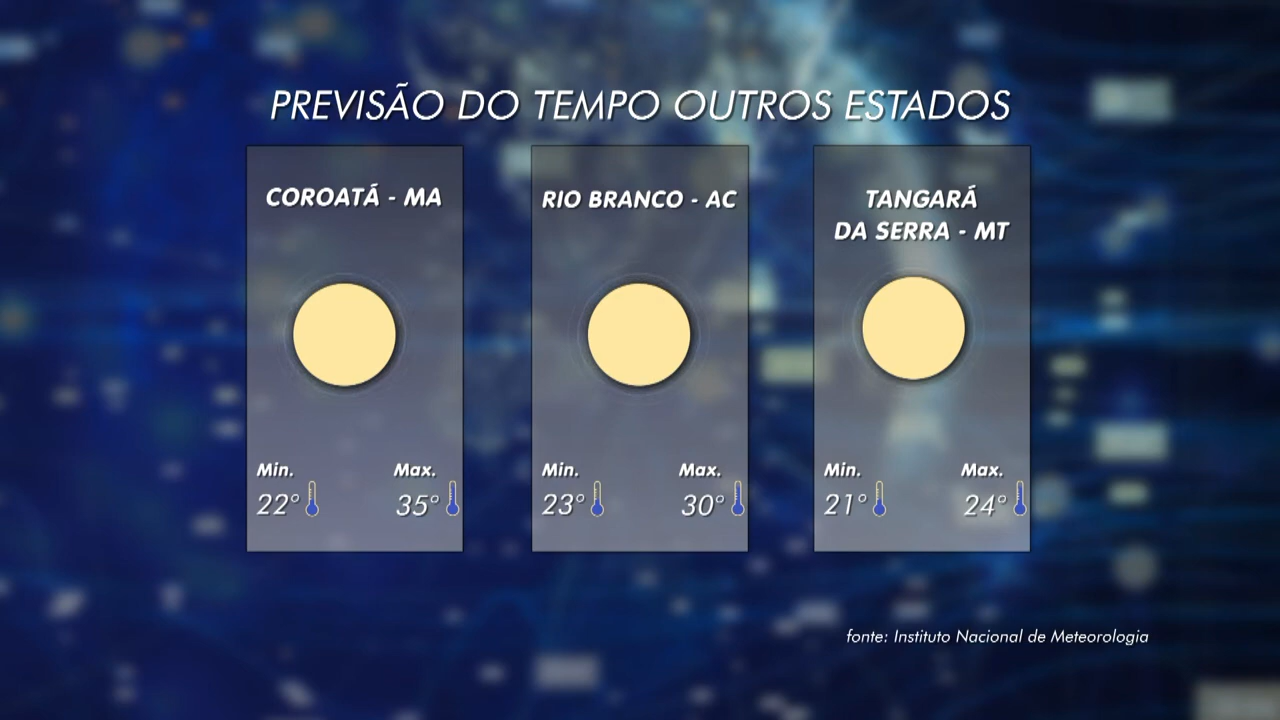 PREVISÃO DO TEMPO OUTROS ESTADOS
COROATÁ - MA
Min.
Max.
22°
35°
RIO BRANCO - AC
Min.
Max.
23°
30°
TANGARÁ
DA SERRA - MT
Min.
Max.
21°
24°
fonte: Instituto Nacional de Meteorologia